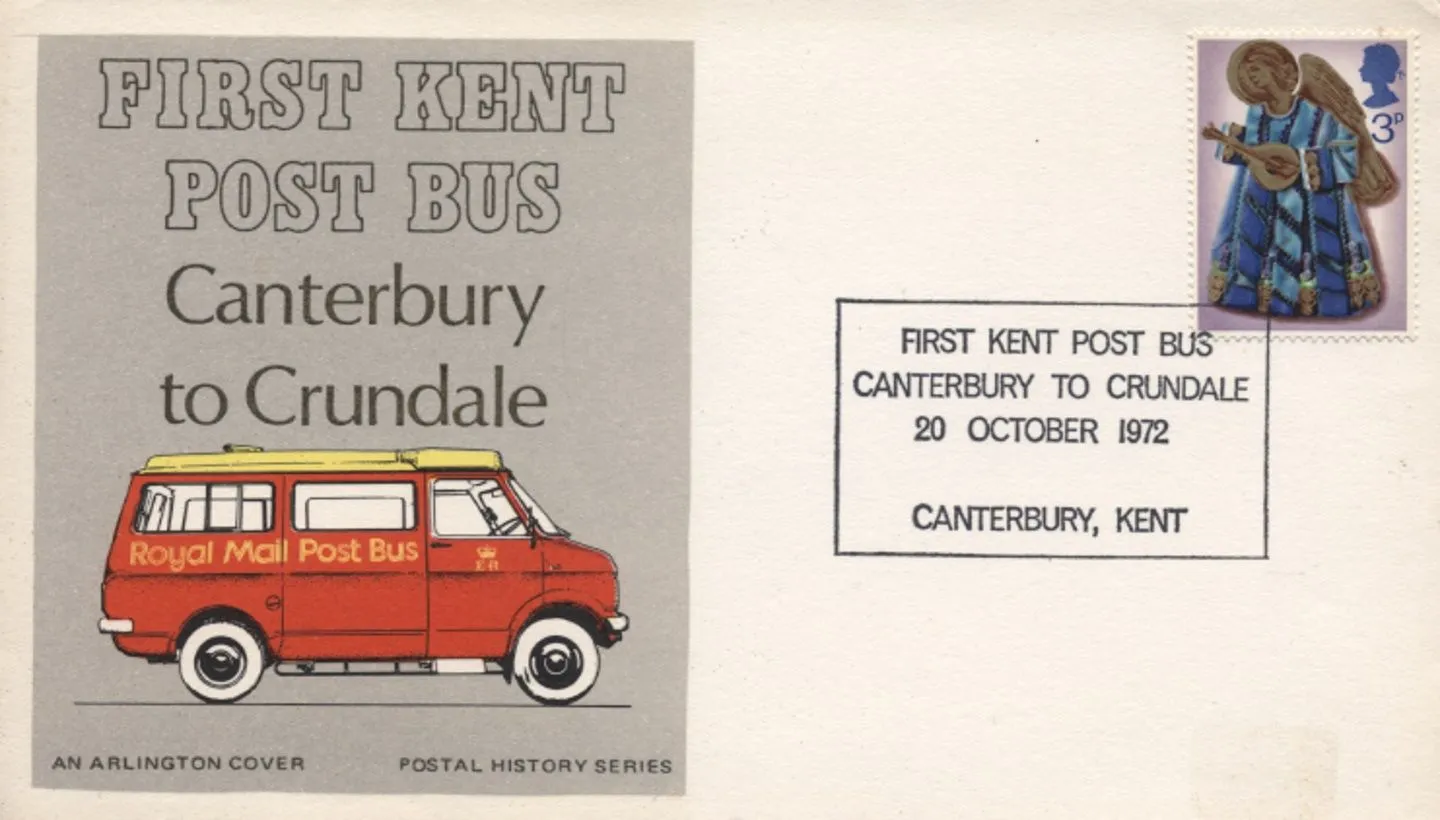 FIRST KENT
POST BUS
Canterbury
to Crundale
Royal Mail Post Bus
E R
AN ARLINGTON COVER
POSTAL HISTORY SERIES
3P
FIRST KENT POST BUS
CANTERBURY TO CRUNDALE
20 OCTOBER 1972
CANTERBURY, KENT